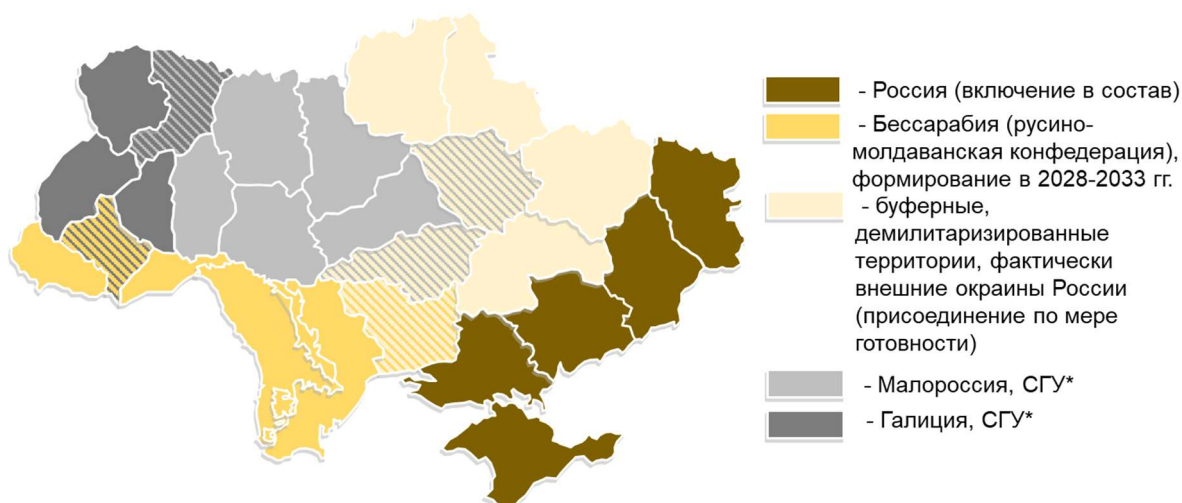 - Россия (включение в состав)
- Бессарабия (русино-
молдаванская конфедерация),
формирование в 2028-2033 гг.
- буферные,
демилитаризированные
территории, фактически
внешние окраины России
(присоединение по мере
готовности)
- Малороссия, СГУ*
- Галиция, СГУ*